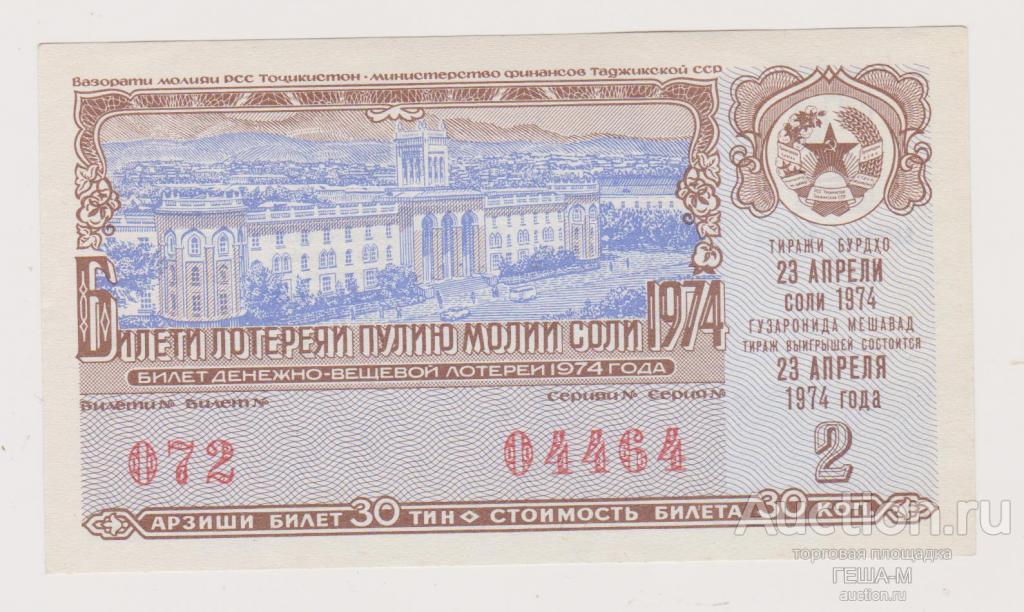 Вазорати молияи РСС Тоҷикистон · министерство финансов Таджикской ССР
Билети лотереяи пулию молии соли 1974
БИЛЕТ ДЕНЕЖНО-ВЕЩЕВОЙ ЛОТЕРЕИ 1974 ГОДА
Билети № Билет № Серияи № Серия №
072 04464
АРЗИШИ БИЛЕТ 30 ТИН СТОИМОСТЬ БИЛЕТА 30 КОП
ТИРАЖИ БУРДҲО
23 АПРЕЛИ
СОЛИ 1974
ГУЗАРОНИДА МЕШАВАД
ТИРАЖ ВЫИГРЫШЕЙ СОСТОИТСЯ
23 АПРЕЛЯ
1974 года
2
Auction.ru
торговая площадка
ГЕША-М
auction.ru